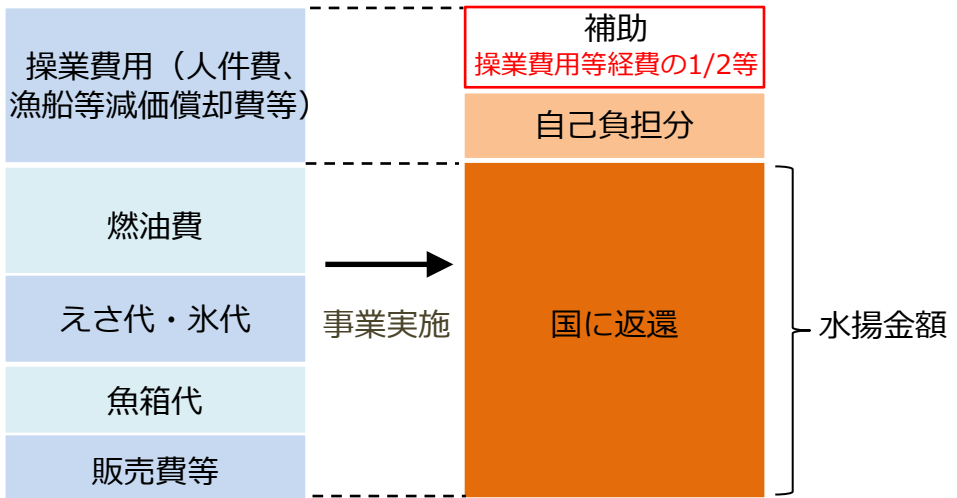 操業費用（人件費、
漁船等減価償却費等）
燃油費
えさ代・氷代
魚箱代
販売費等
事業実施
補助
操業費用等経費の1/2等
自己負担分
国に返還
水揚金額